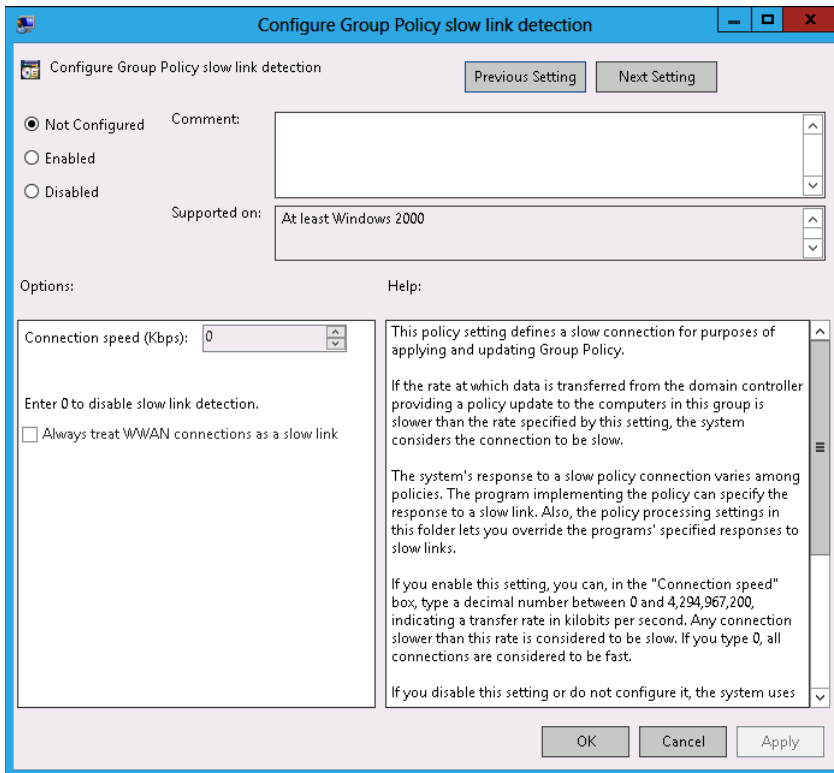 Configure Group Policy slow link detection
Configure Group Policy slow link detection
Previous Setting
Next Setting
Not Configured
Enabled
Disabled
Comment:
Supported on:
At least Windows 2000
Options:
Help:
Connection speed (Kbps):
0
Enter 0 to disable slow link detection.
Always treat WWAN connections as a slow link
This policy setting defines a slow connection for purposes of
applying and updating Group Policy.
If the rate at which data is transferred from the domain controller
providing a policy update to the computers in this group is
slower than the rate specified by this setting, the system
considers the connection to be slow.
The system's response to a slow policy connection varies among
policies. The program implementing the policy can specify the
response to a slow link. Also, the policy processing settings in
this folder lets you override the programs' specified responses to
slow links.
If you enable this setting, you can, in the "Connection speed"
box, type a decimal number between 0 and 4,294,967,200,
indicating a transfer rate in kilobits per second. Any connection
slower than this rate is considered to be slow. If you type 0, all
connections are considered to be fast.
If you disable this setting or do not configure it, the system uses
OK
Cancel
Apply